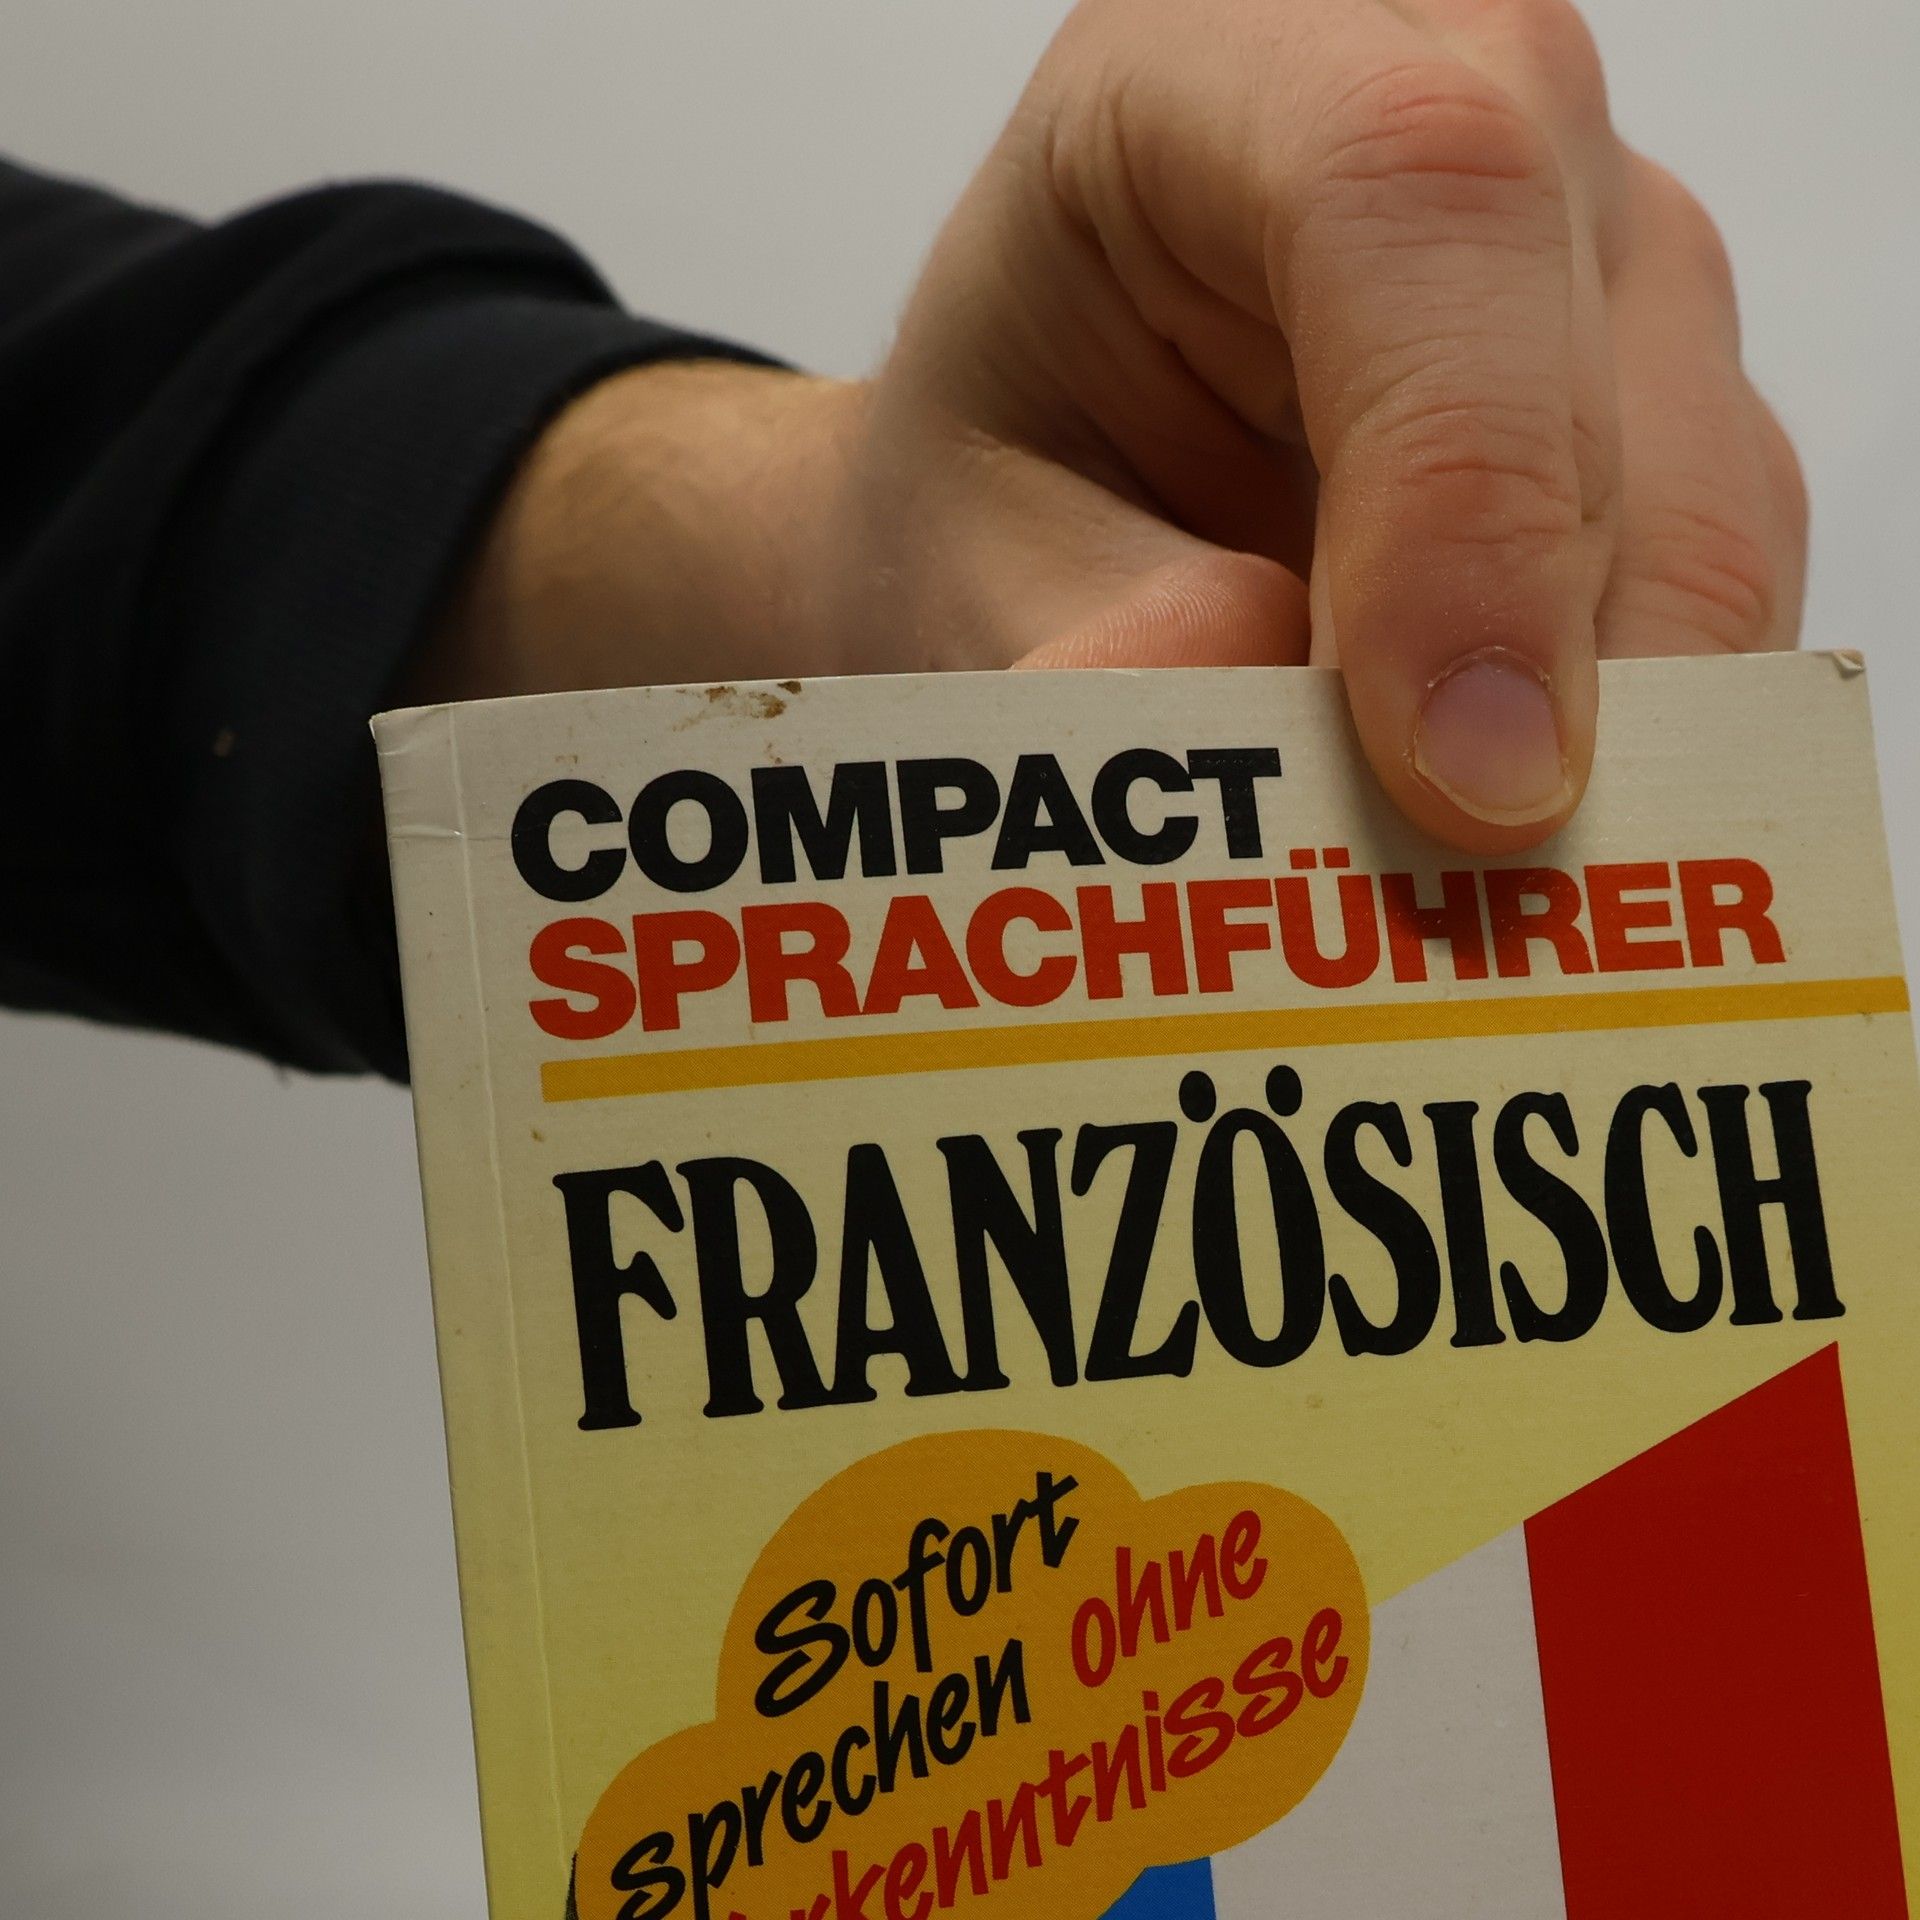 COMPACT
SPRACHFÜHRER
FRANZÖSISCH
Sofort
sprechen ohne